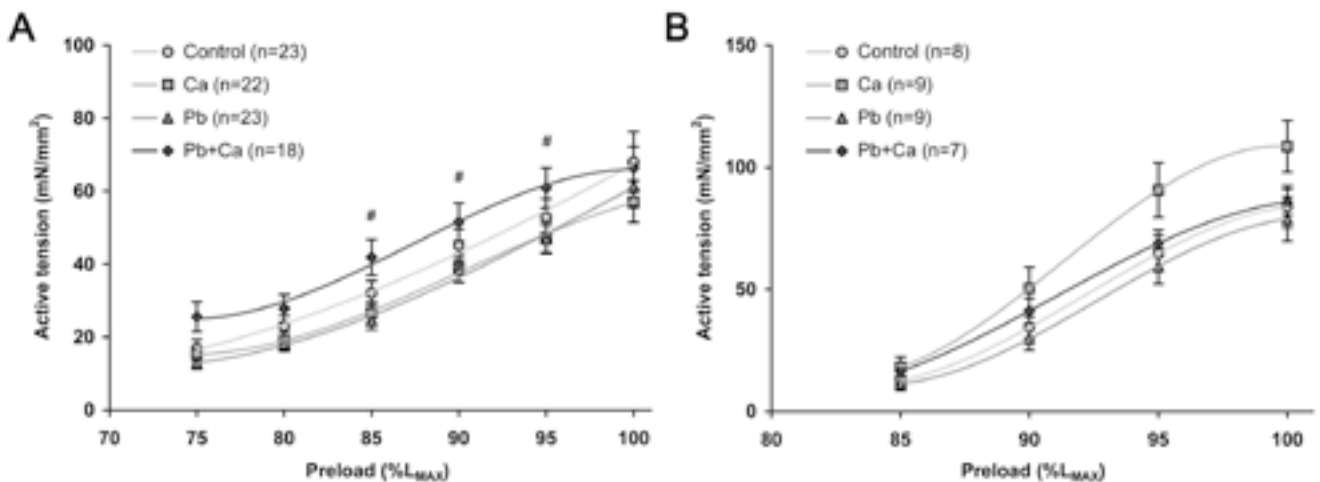 A
100
80
60
40
20
0
Active tension (mN/mm²)
Control (n=23)
Ca (n=22)
Pb (n=23)
Pb+Ca (n=18)
#
#
#
70
75
80
85
90
95
100
Preload (%LMAX)
B
150
100
50
0
Active tension (mN/mm²)
Control (n=8)
Ca (n=9)
Pb (n=9)
Pb+Ca (n=7)
80
85
90
95
100
Preload (%LMAX)